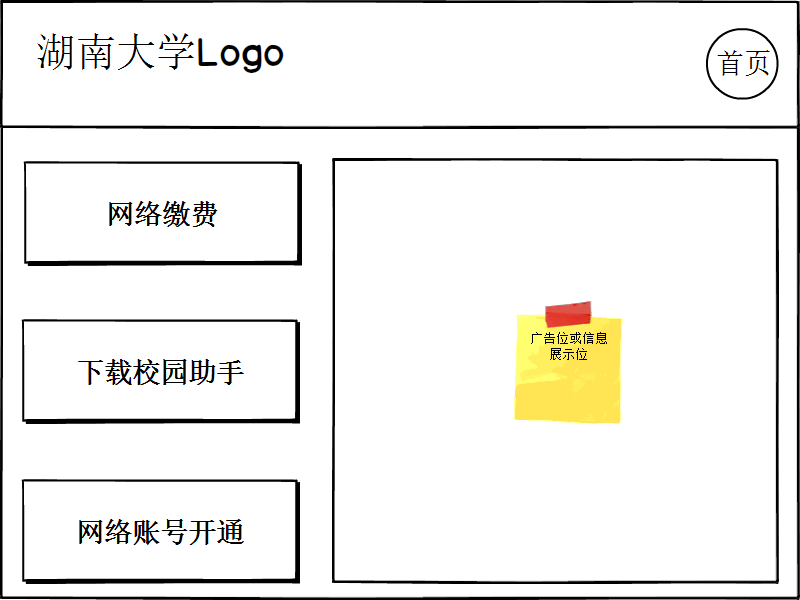 湖南大学Logo
首页
网络缴费
下载校园助手
网络账号开通
广告位或信息
展示位